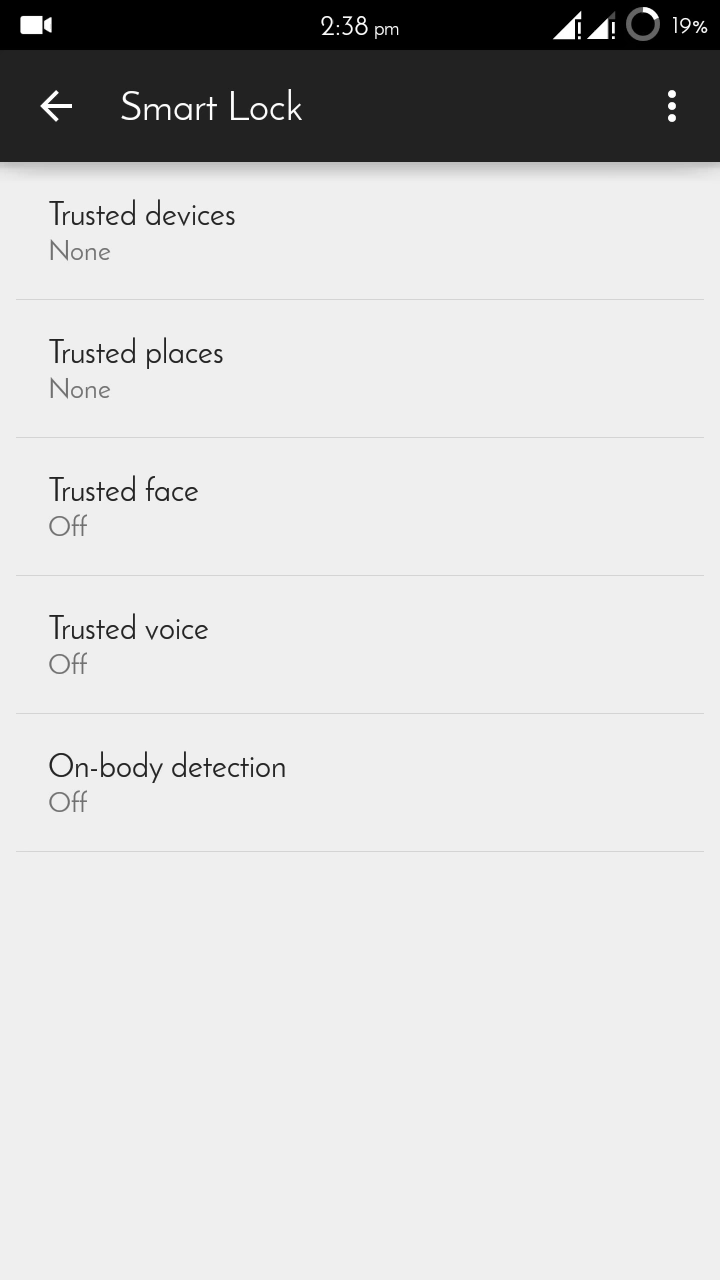 2:38 pm
19%
Smart Lock
Trusted devices
None
Trusted places
None
Trusted face
Off
Trusted voice
Off
On-body detection
Off